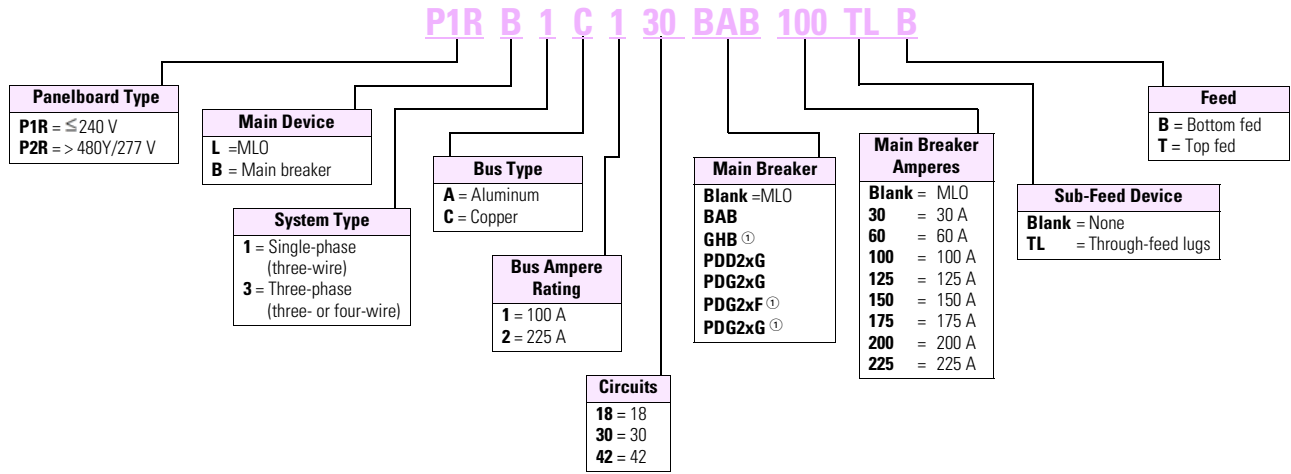 P1R B 1 C 1 30 BAB 100 TL B
Panelboard Type
P1R = ≤240 V
P2R = > 480Y/277 V
Main Device
L =MLO
B = Main breaker
System Type
1 = Single-phase
(three-wire)
3 = Three-phase
(three- or four-wire)
Bus Type
A = Aluminum
C = Copper
Bus Ampere
Rating
1 = 100 A
2 = 225 A
Circuits
18 = 18
30 = 30
42 = 42
Main Breaker
Blank =MLO
BAB
GHB ①
PDD2xG
PDG2xG
PDG2xF ①
PDG2xG ①
Main Breaker
Amperes
Blank = MLO
30 = 30 A
60 = 60 A
100 = 100 A
125 = 125 A
150 = 150 A
175 = 175 A
200 = 200 A
225 = 225 A
Sub-Feed Device
Blank = None
TL = Through-feed lugs
Feed
B = Bottom fed
T = Top fed